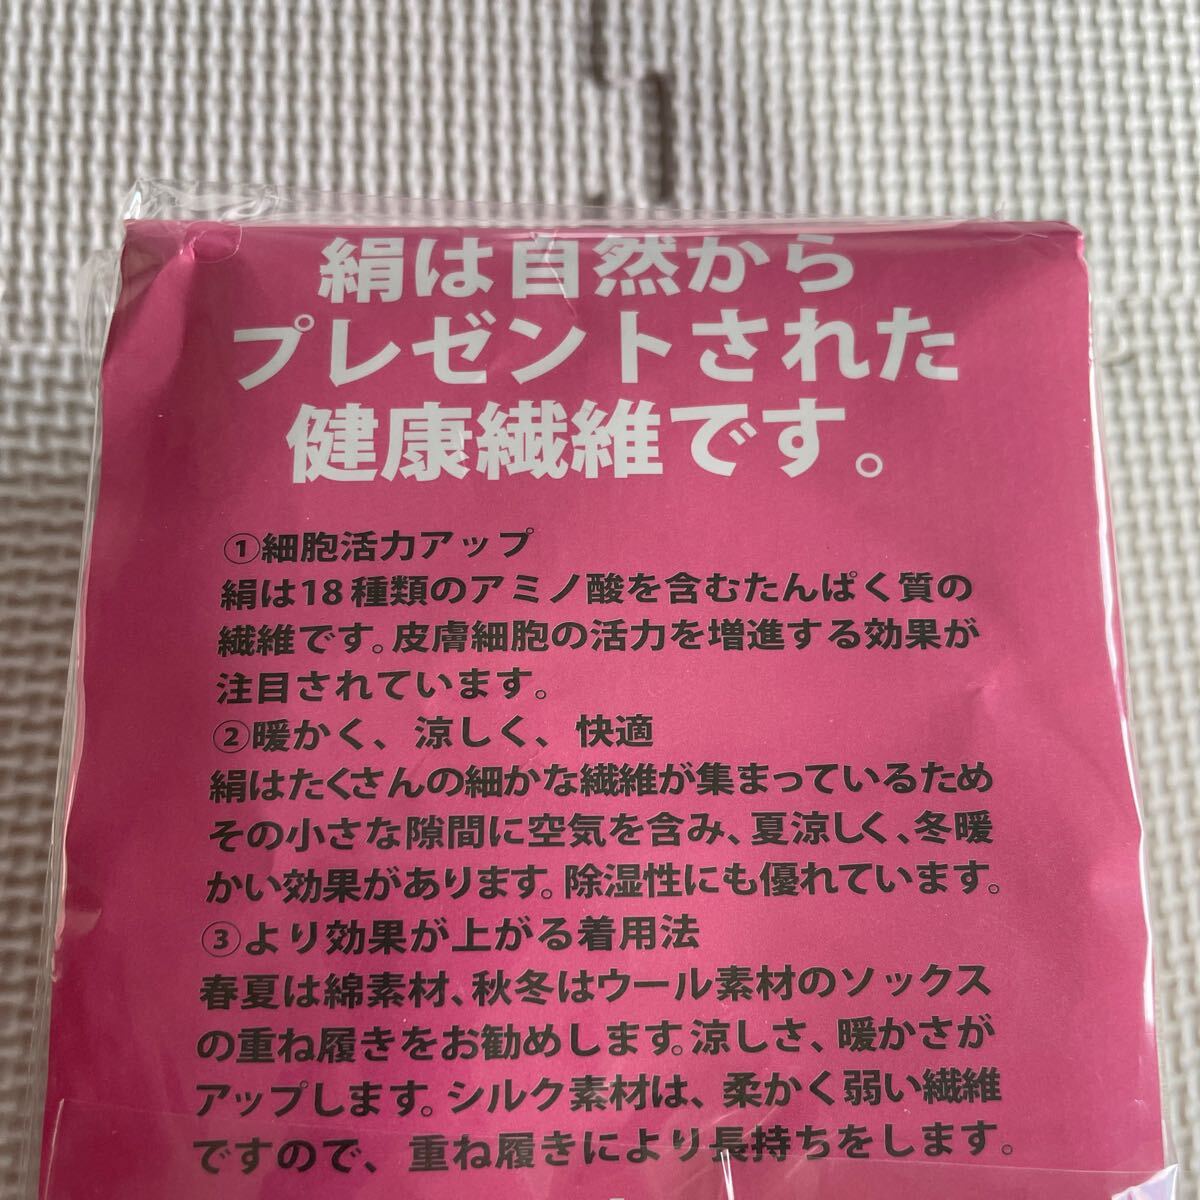 絹は自然から
プレゼントされた
健康繊維です。
①細胞活力アップ
絹は18種類のアミノ酸を含むたんぱく質の
繊維です。皮膚細胞の活力を増進する効果が
注目されています。
②暖かく、涼しく、快適
絹はたくさんの細かな繊維が集まっているため
その小さな隙間に空気を含み、夏涼しく、冬暖
かい効果があります。除湿性にも優れています。
③より効果が上がる着用法
春夏は綿素材、秋冬はウール素材のソックス
の重ね履きをお勧めします。涼しさ、暖かさが
アップします。シルク素材は、柔かく弱い繊維
ですので、重ね履きにより長持ちをします。